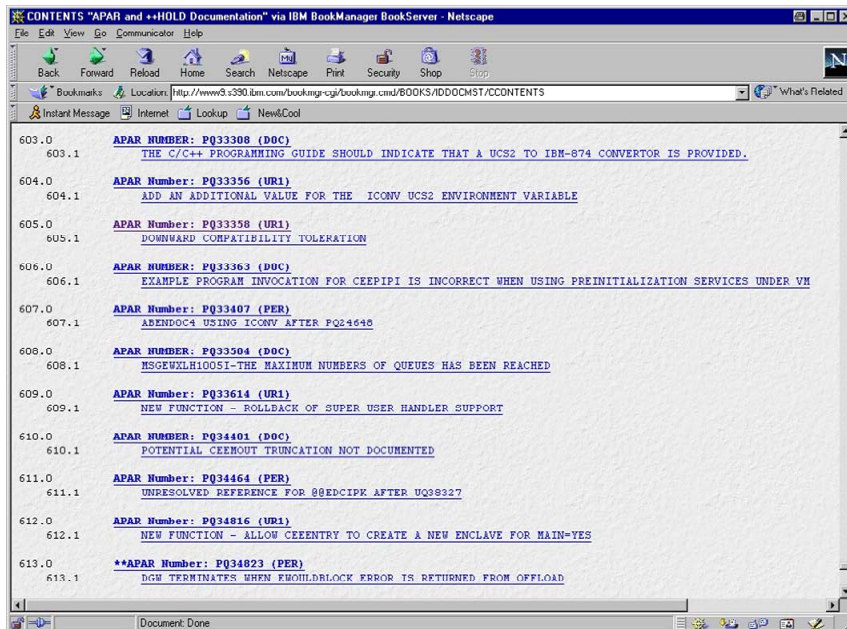 CONTENTS "APAR and ++HOLD Documentation" via IBM BookManager BookServer - Netscape
File Edit View Go Communicator Help
Back Forward Reload Home Search Netscape Print Security Shop Stop
Bookmarks Location: http://www9.s390.ibm.com/bookmgr-cgi/bookmgr.cmd/BOOKS/IDDOCMST/CCONTENTS What's Related
Instant Message Internet Lookup New&Cool
603.0 APAR NUMBER: PQ33308 (DOC)
603.1 THE C/C++ PROGRAMMING GUIDE SHOULD INDICATE THAT A UCS2 TO IBM-874 CONVERTOR IS PROVIDED.
604.0 APAR Number: PQ33356 (UR1)
604.1 ADD AN ADDITIONAL VALUE FOR THE ICONV UCS2 ENVIRONMENT VARIABLE
605.0 APAR Number: PQ33358 (UR1)
605.1 DOWNWARD COMPATIBILITY TOLERATION
606.0 APAR NUMBER: PQ33363 (DOC)
606.1 EXAMPLE PROGRAM INVOCATION FOR CEEPIPI IS INCORRECT WHEN USING PREINITIALIZATION SERVICES UNDER VM
607.0 APAR Number: PQ33407 (PER)
607.1 ABENDOC4 USING ICONV AFTER PQ24648
608.0 APAR NUMBER: PQ33504 (DOC)
608.1 MSGEWXLH1005I-THE MAXIMUM NUMBERS OF QUEUES HAS BEEN REACHED
609.0 APAR Number: PQ33614 (UR1)
609.1 NEW FUNCTION - ROLLBACK OF SUPER USER HANDLER SUPPORT
610.0 APAR NUMBER: PQ34401 (DOC)
610.1 POTENTIAL CEEMOUT TRUNCATION NOT DOCUMENTED
611.0 APAR Number: PQ34464 (PER)
611.1 UNRESOLVED REFERENCE FOR @@EDCIPK AFTER UQ38327
612.0 APAR Number: PQ34816 (UR1)
612.1 NEW FUNCTION - ALLOW CEEENTRY TO CREATE A NEW ENCLAVE FOR MAIN=YES
613.0 **APAR Number: PQ34823 (PER)
613.1 DGW TERMINATES WHEN EWOULDBLOCK ERROR IS RETURNED FROM OFFLOAD
Document: Done